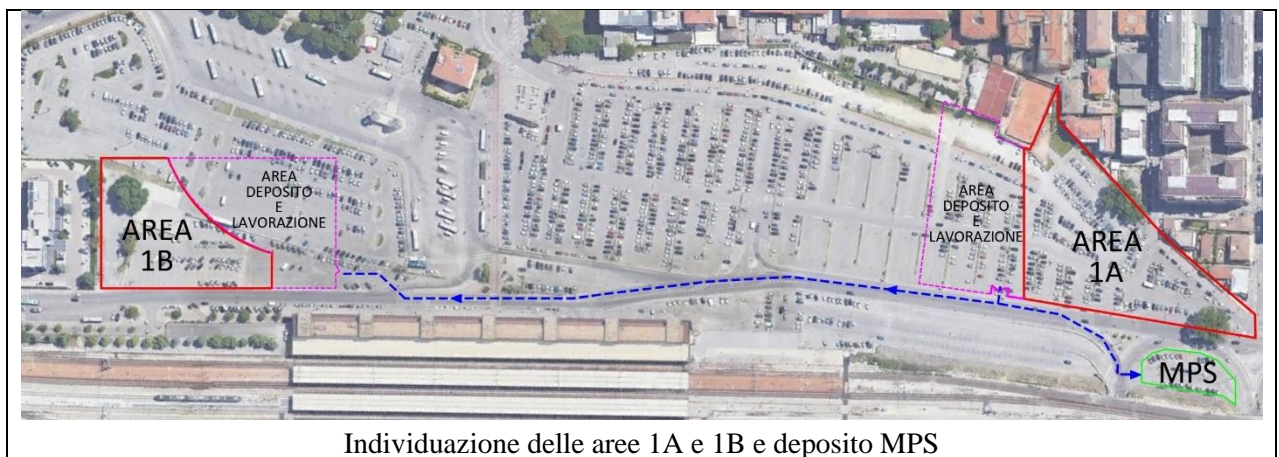 AREA
DEPOSITO
E
LAVORAZIONE
AREA
1B
AREA
DEPOSITO
E
LAVORAZIONE
AREA
1A
MPS
Individuazione delle aree 1A e 1B e deposito MPS